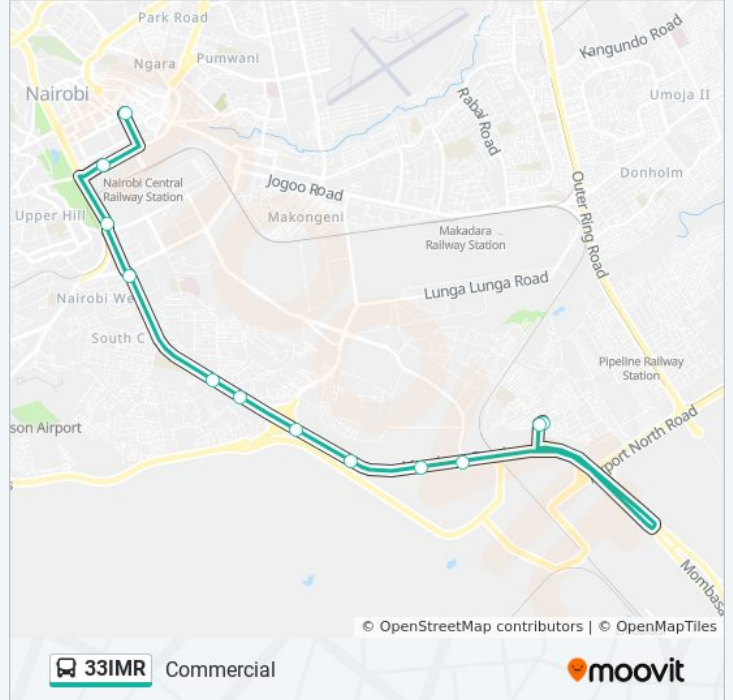 Park Road
Kangundo Road
Ngara
Pumwani
Nairobi
Umoja II
Rabai Road
Nairobi Central
Railway Station
Jogoo Road
Donholm
Upper Hill
Makongeni
Outer Ring Road
Makadara
Railway Station
Nairobi We
Lunga Lunga Road
South C
Pipeline Railway
Station
son Airport
port North Road
Mombasa
© OpenStreetMap contributors | © OpenMapTiles
33IMR Commercial
moovit